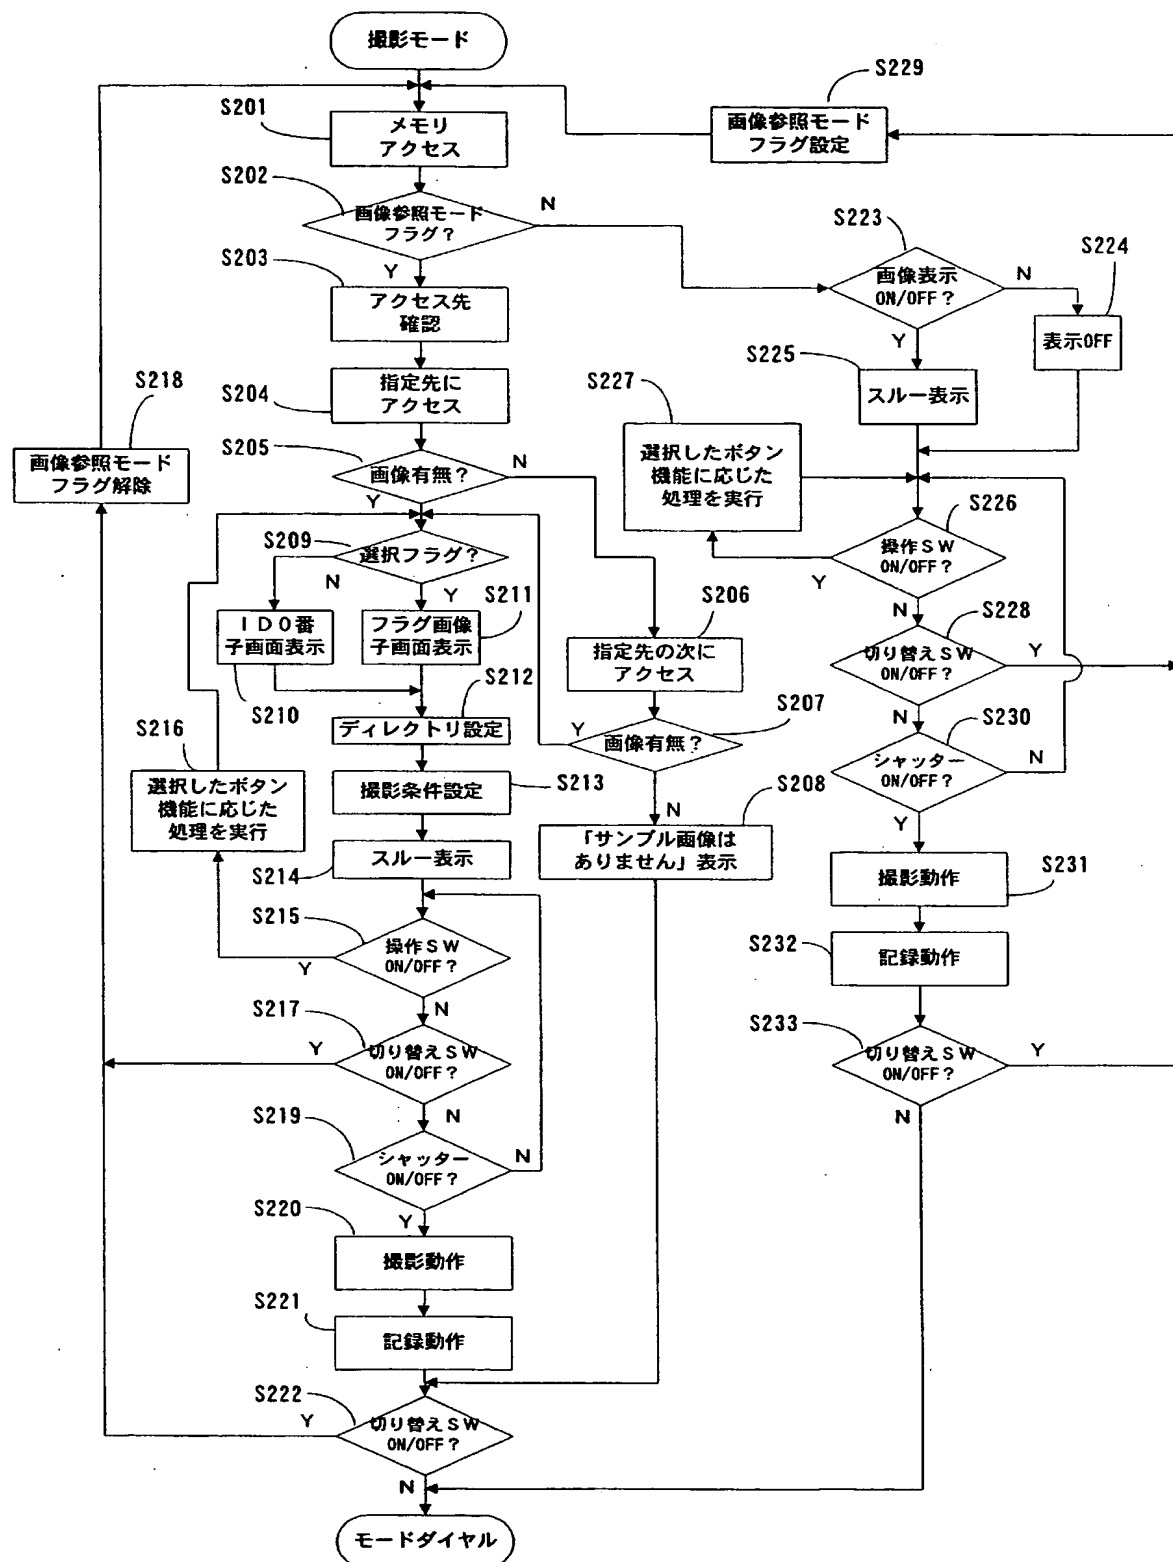 撮影モード
S229
S201
メモリ
アクセス
画像参照モード
フラグ設定
S202
画像参照モード
フラグ?
N
Y
S223
画像表示
ON/OFF?
N
Y
S224
表示OFF
S203
アクセス先
確認
S225
スルー表示
S218
画像参照モード
フラグ解除
S204
指定先に
アクセス
S227
選択したボタン
機能に応じた
処理を実行
S205
画像有無?
N
Y
S226
操作SW
ON/OFF?
Y
N
S209
選択フラグ?
N
Y
S210
ID0番
子画面表示
S211
フラグ画像
子画面表示
S206
指定先の次に
アクセス
S228
切り替えSW
ON/OFF?
Y
N
S212
ディレクトリ設定
S207
画像有無?
Y
N
S230
シャッター
ON/OFF?
N
Y
S216
選択したボタン
機能に応じた
処理を実行
S213
撮影条件設定
S208
「サンプル画像は
ありません」表示
S214
スルー表示
S231
撮影動作
S215
操作SW
ON/OFF?
Y
N
S232
記録動作
S217
切り替えSW
ON/OFF?
Y
N
S233
切り替えSW
ON/OFF?
Y
N
S219
シャッター
ON/OFF?
N
Y
S220
撮影動作
S221
記録動作
S222
切り替えSW
ON/OFF?
Y
N
モードダイヤル